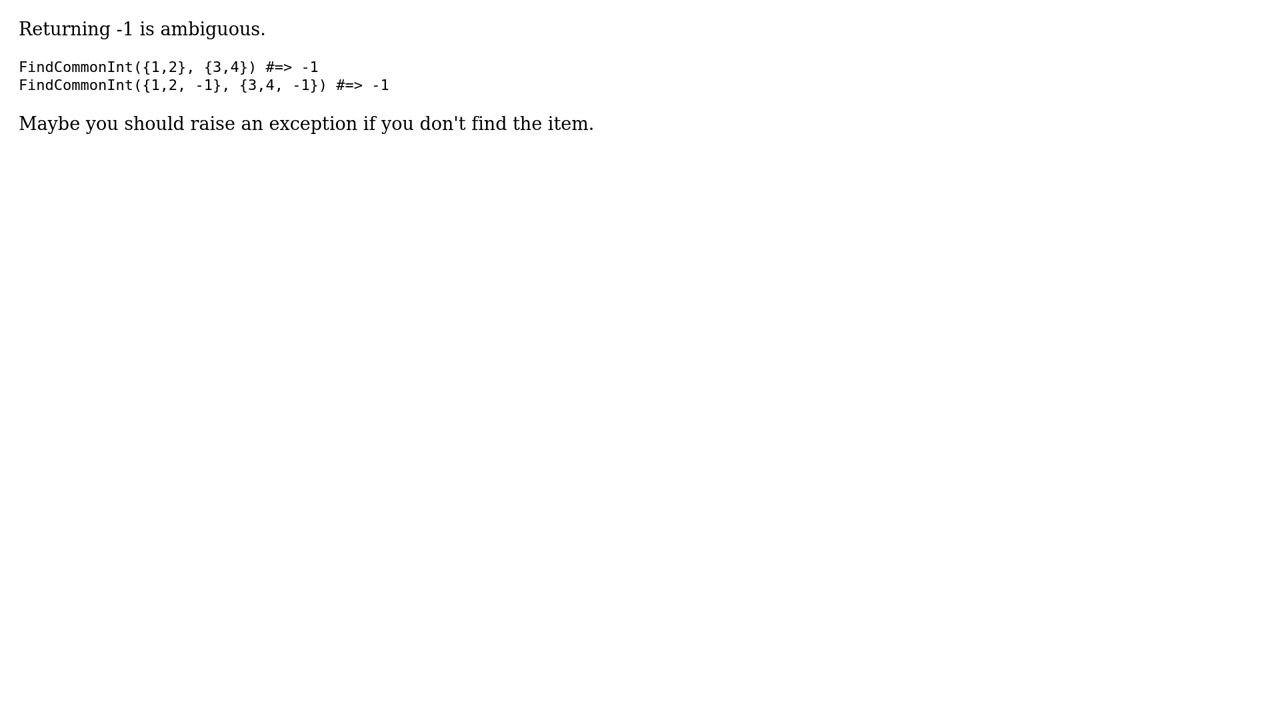 Returning -1 is ambiguous.
FindCommonInt({1,2}, {3,4}) #=> -1
FindCommonInt({1,2, -1}, {3,4, -1}) #=> -1
Maybe you should raise an exception if you don't find the item.